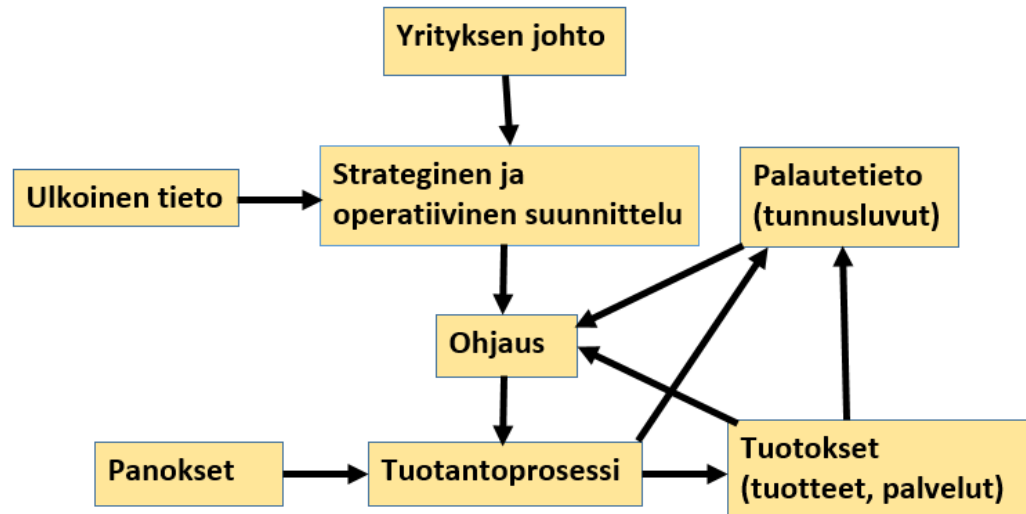 Yrityksen johto
Ulkoinen tieto
Strateginen ja
operatiivinen suunnittelu
Palautetieto
(tunnusluvut)
Ohjaus
Panokset
Tuotantoprosessi
Tuotokset
(tuotteet, palvelut)